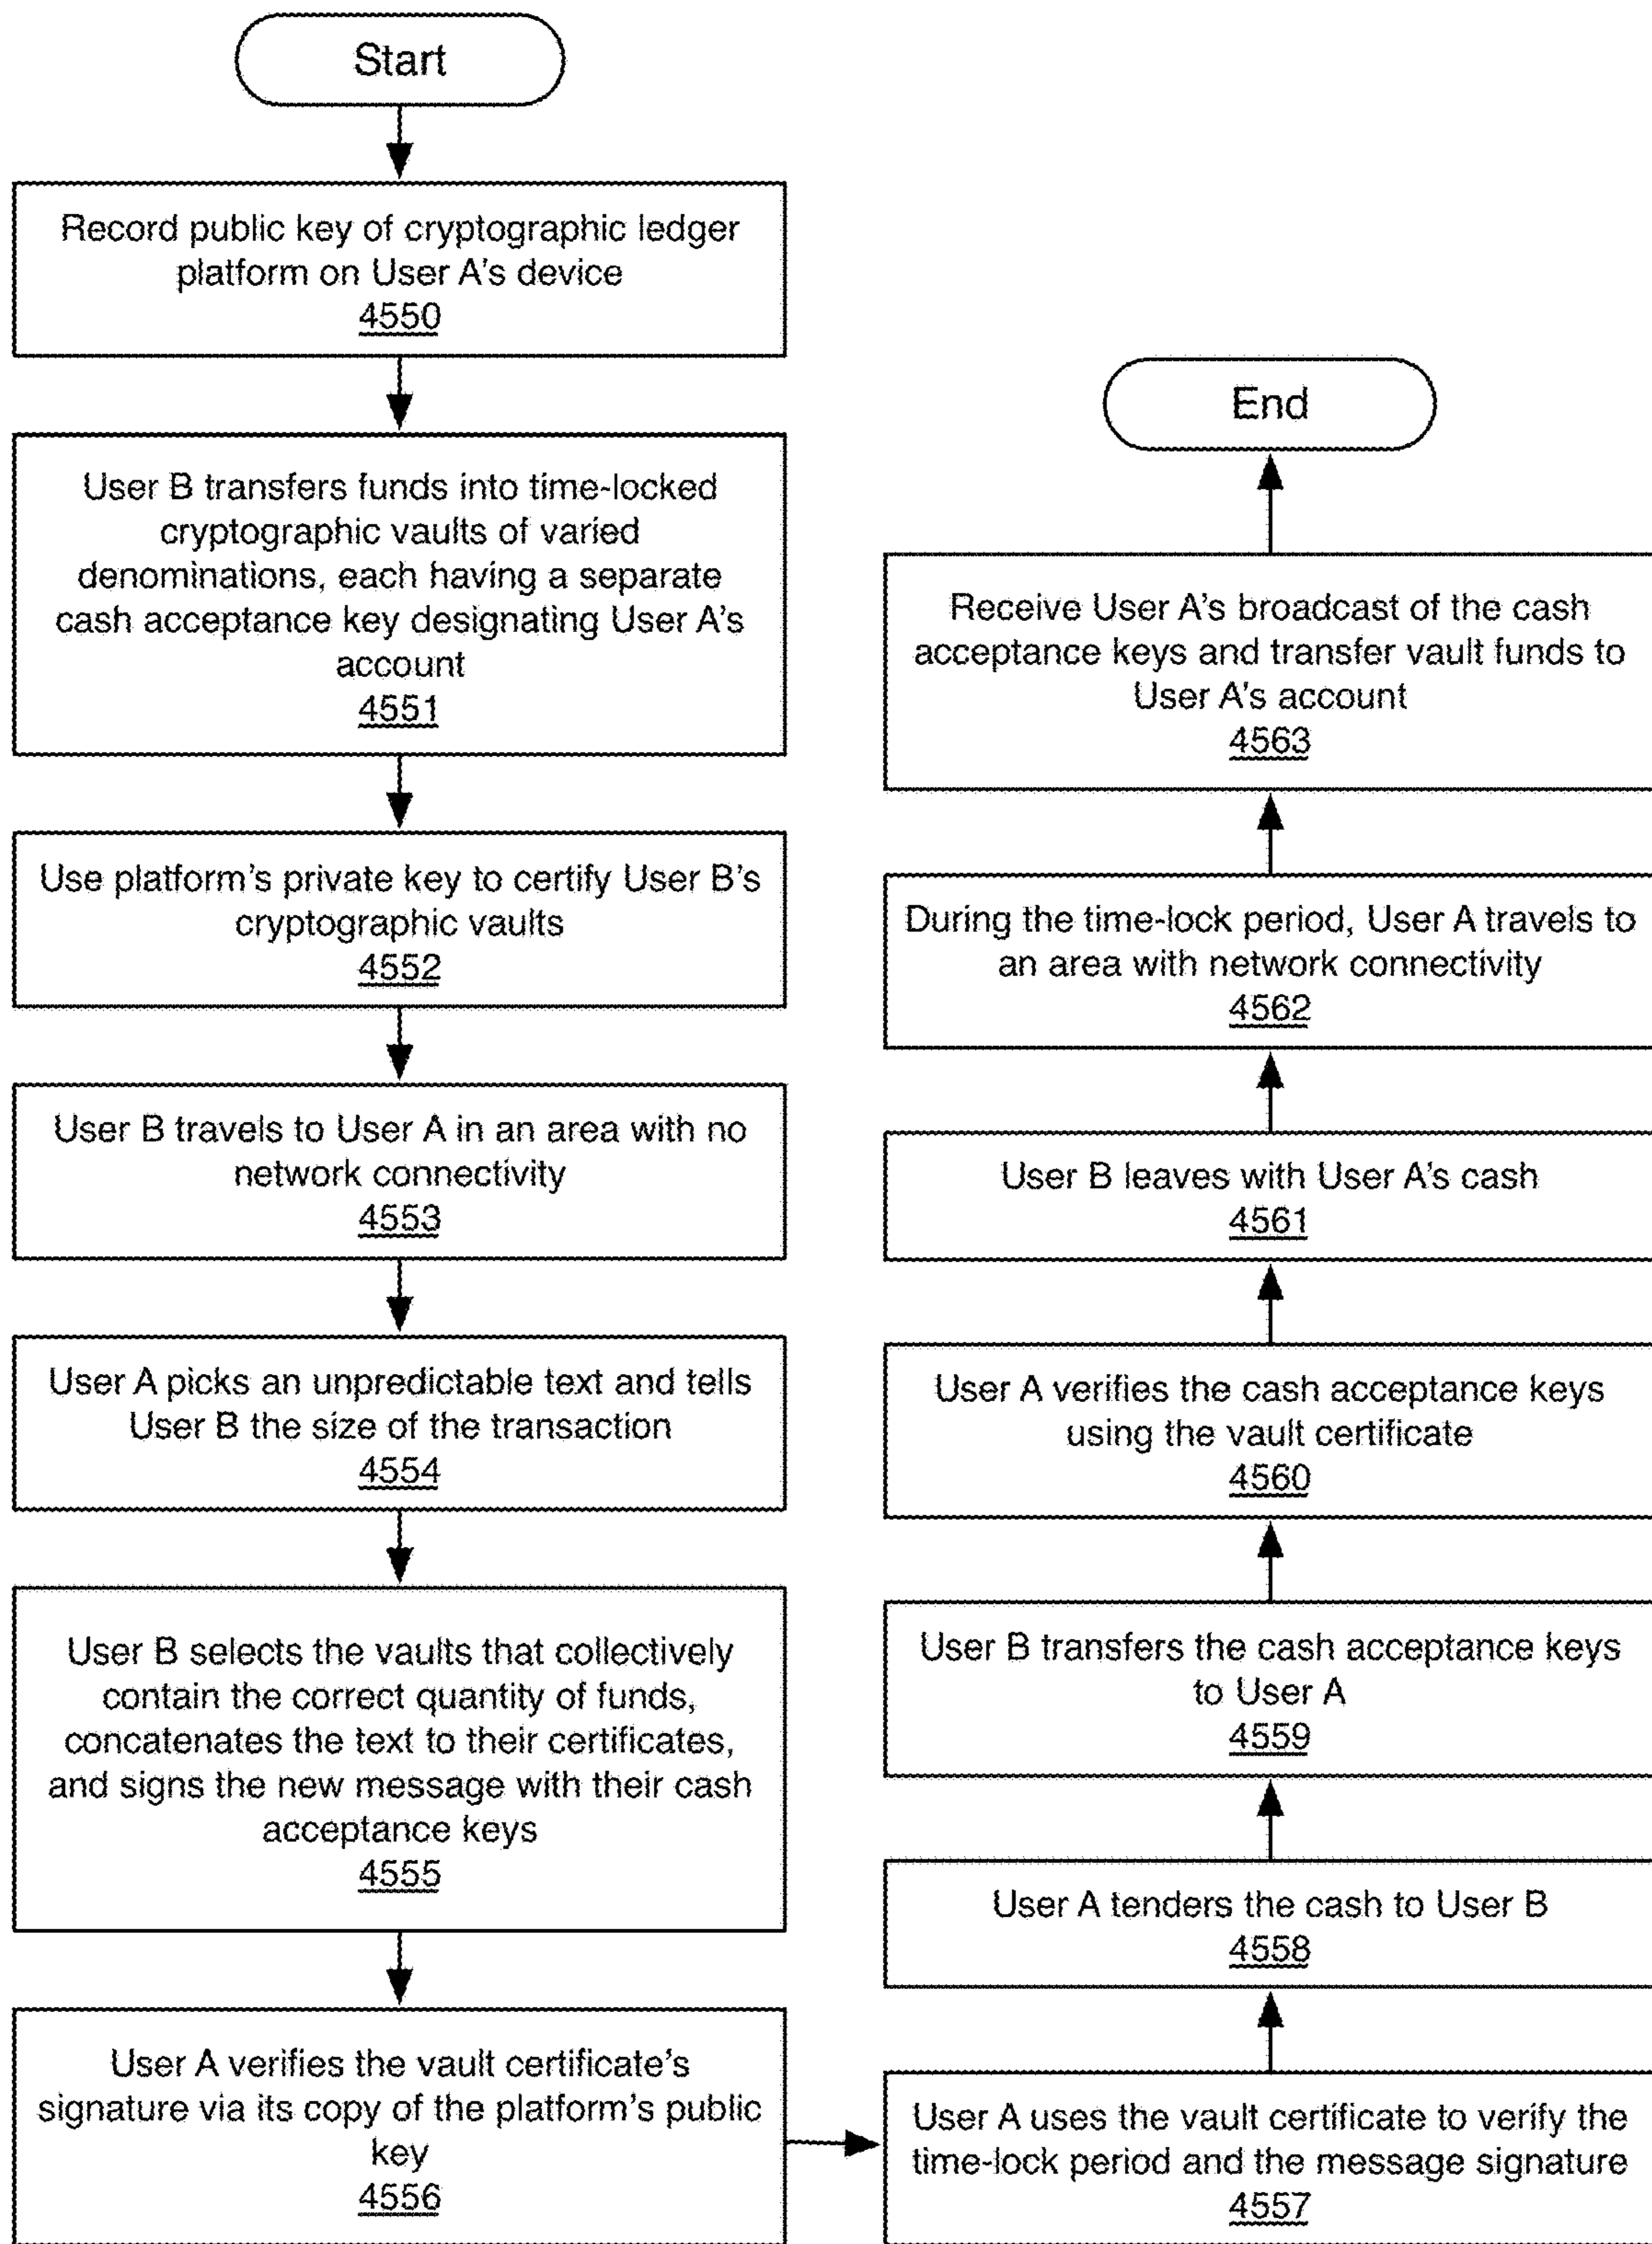 Start
Record public key of cryptographic ledger
platform on User A's device
4550
User B transfers funds into time-locked
cryptographic vaults of varied
denominations, each having a separate
cash acceptance key designating User A's
account
4551
Use platform's private key to certify User B's
cryptographic vaults
4552
User B travels to User A in an area with no
network connectivity
4553
User A picks an unpredictable text and tells
User B the size of the transaction
4554
User B selects the vaults that collectively
contain the correct quantity of funds,
concatenates the text to their certificates,
and signs the new message with their cash
acceptance keys
4555
User A verifies the vault certificate's
signature via its copy of the platform's public
key
4556
User A uses the vault certificate to verify the
time-lock period and the message signature
4557
User A tenders the cash to User B
4558
User B transfers the cash acceptance keys
to User A
4559
User A verifies the cash acceptance keys
using the vault certificate
4560
User B leaves with User A's cash
4561
During the time-lock period, User A travels to
an area with network connectivity
4562
Receive User A's broadcast of the cash
acceptance keys and transfer vault funds to
User A's account
4563
End